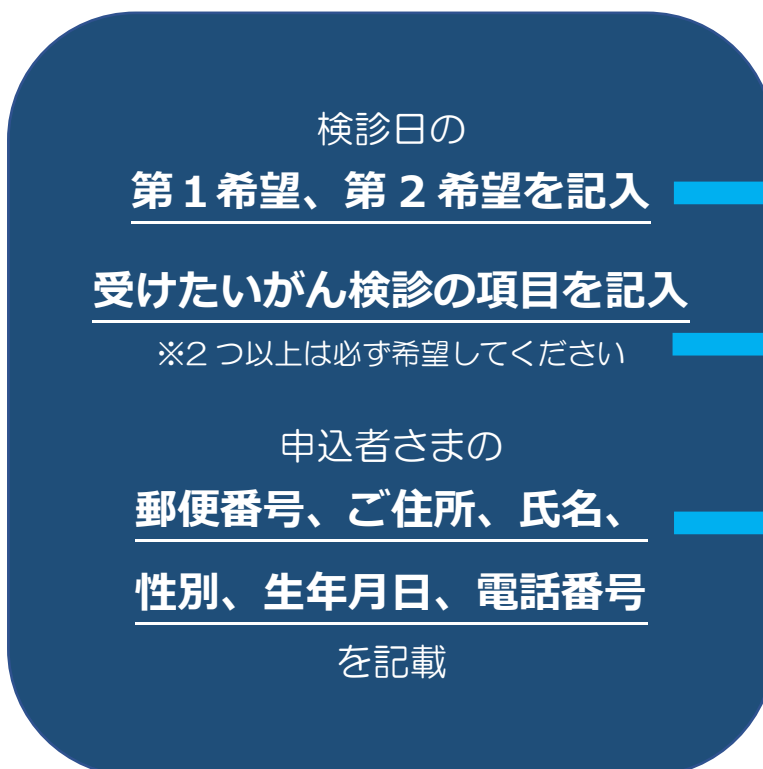 検診日の
第１希望、第 2 希望を記入
受けたいがん検診の項目を記入
※2 つ以上は必ず希望してください
申込者さまの
郵便番号、ご住所、氏名、
性別、生年月日、電話番号
を記載